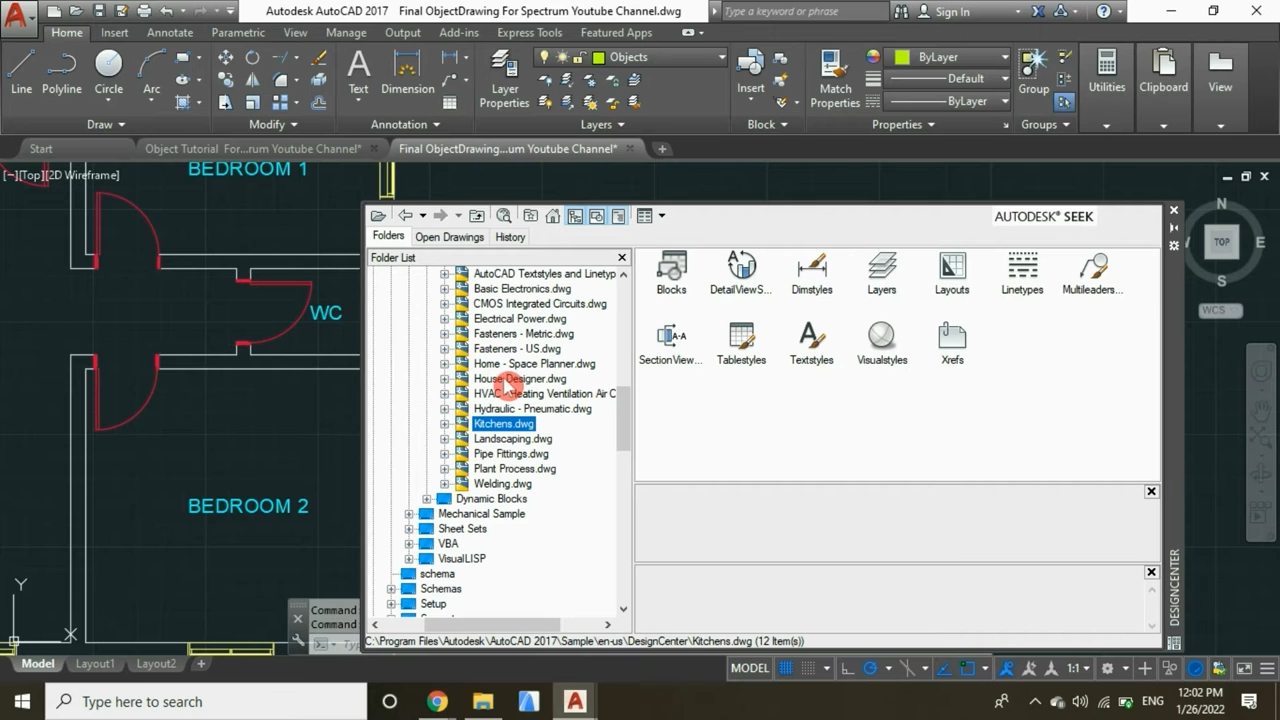 Autodesk AutoCAD 2017 Final ObjectDrawing For Spectrum Youtube Channel.dwg
Type a keyword or phrase
Sign In
Home Insert Annotate Parametric View Manage Output Add-ins Express Tools Featured Apps
Line Polyline Circle Arc
Text Dimension
Layer Properties
Objects
Insert
Match Properties
ByLayer
Default
ByLayer
Group
Utilities
Clipboard
View
Draw Modify Annotation Layers Block Properties Groups
Start Object Tutorial For...rum Youtube Channel* Final ObjectDrawing...um Youtube Channel*
[−][Top][2D Wireframe]
BEDROOM 1
WC
BEDROOM 2
Y
X
N
TOP
E
S
WCS
AUTODESK® SEEK
Folders Open Drawings History
Folder List
AutoCAD Textstyles and Linetyp
Basic Electronics.dwg
CMOS Integrated Circuits.dwg
Electrical Power.dwg
Fasteners - Metric.dwg
Fasteners - US.dwg
Home - Space Planner.dwg
House Designer.dwg
HVAC - Heating Ventilation Air C
Hydraulic - Pneumatic.dwg
Kitchens.dwg
Landscaping.dwg
Pipe Fittings.dwg
Plant Process.dwg
Welding.dwg
Dynamic Blocks
Mechanical Sample
Sheet Sets
VBA
VisualLISP
schema
Schemas
Setup
Blocks DetailViewS... Dimstyles Layers Layouts Linetypes Multileaders...
SectionView... Tablestyles Textstyles Visualstyles Xrefs
DESIGNCENTER
C:\Program Files\Autodesk\AutoCAD 2017\Sample\en-us\DesignCenter\Kitchens.dwg (12 Item(s))
Command:
Command:
Model Layout1 Layout2
MODEL
1:1
Type here to search
ENG
12:02 PM
1/26/2022